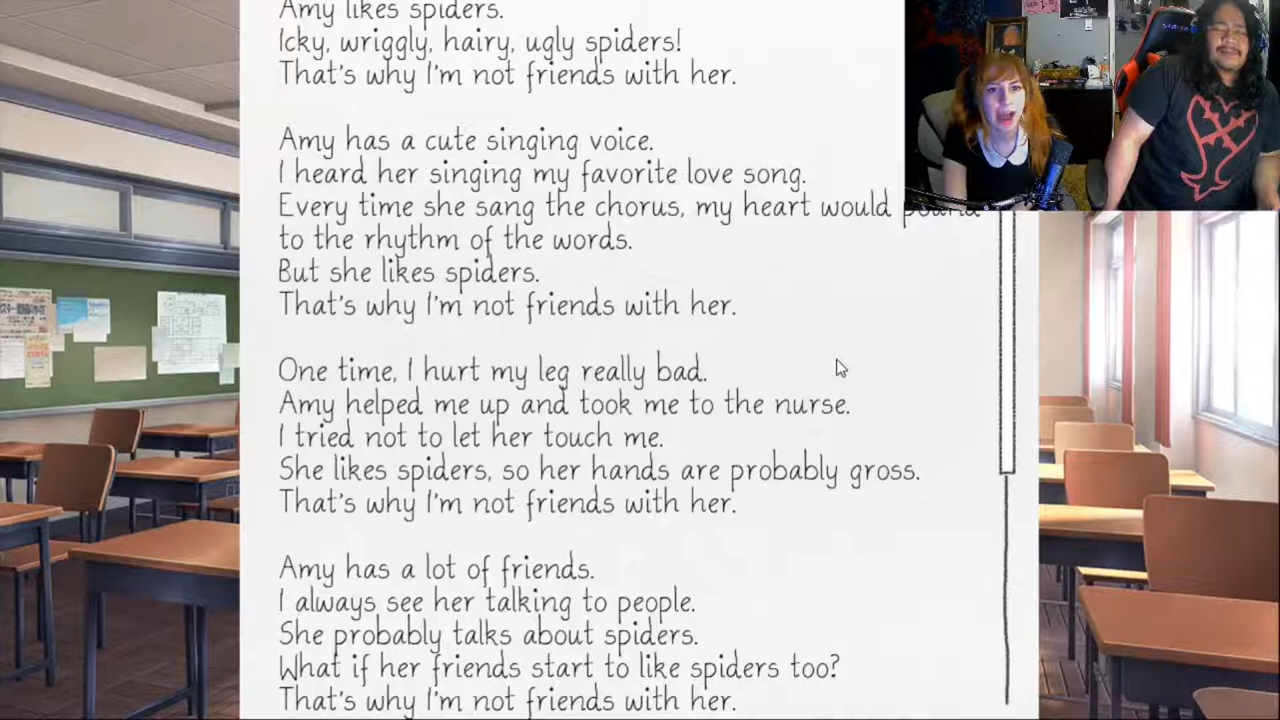 Amy likes spiders.
Icky, wriggly, hairy, ugly spiders!
That's why I'm not friends with her.
Amy has a cute singing voice.
I heard her singing my favorite love song.
Every time she sang the chorus, my heart would pound
to the rhythm of the words.
But she likes spiders.
That's why I'm not friends with her.
One time, I hurt my leg really bad.
Amy helped me up and took me to the nurse.
I tried not to let her touch me.
She likes spiders, so her hands are probably gross.
That's why I'm not friends with her.
Amy has a lot of friends.
I always see her talking to people.
She probably talks about spiders.
What if her friends start to like spiders too?
That's why I'm not friends with her.